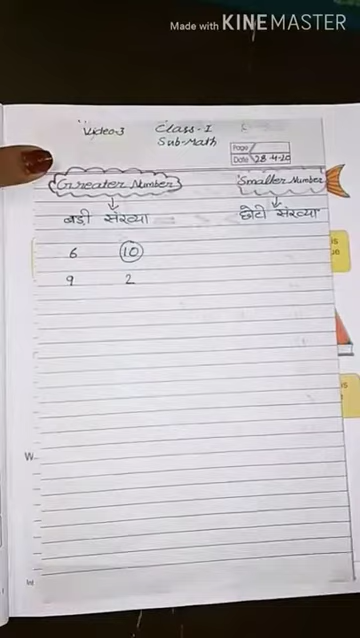 Made with KINEMASTER
Video-3 Class-I
Sub-Math
Page
Date 28-4-20
Greater Number Smaller Number
बड़ी संख्या छोटी संख्या
6 10
9 2
W